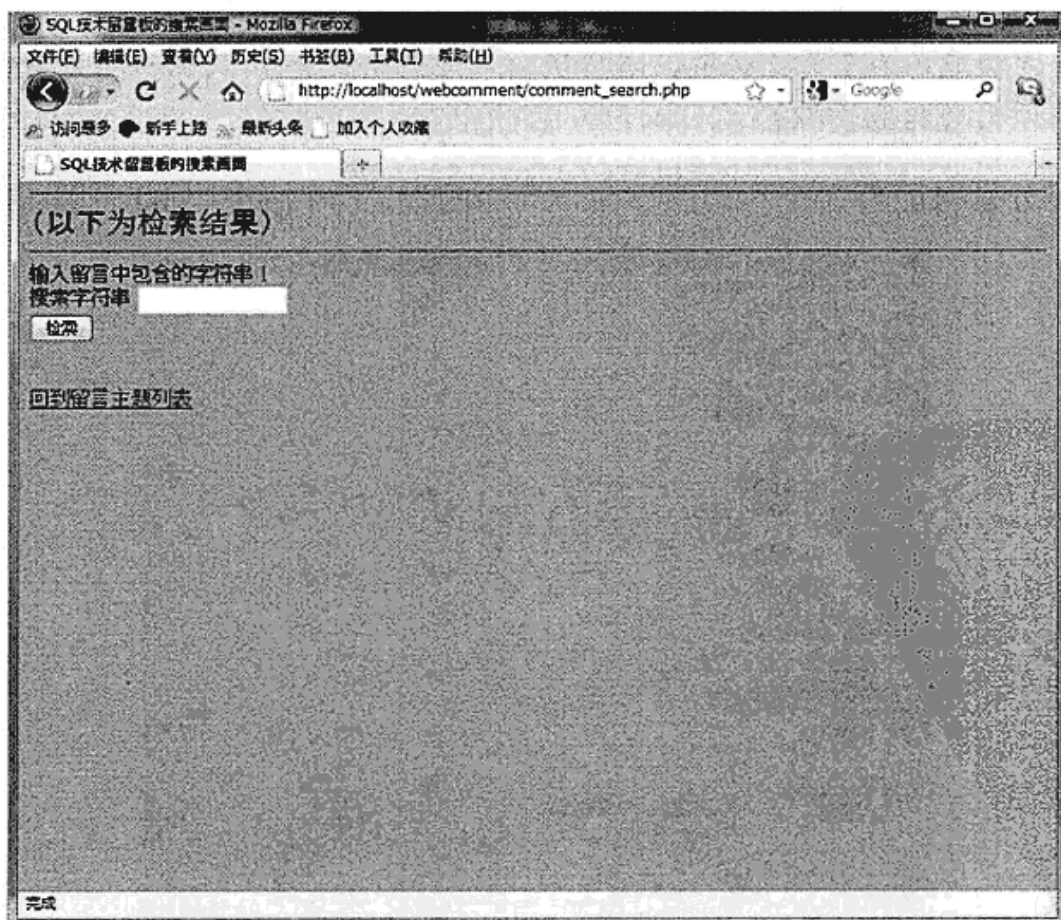 SQL技术留言板的搜索画面 - Mozilla Firefox
文件(E) 编辑(E) 查看(V) 历史(S) 书签(B) 工具(T) 帮助(H)
http://localhost/webcomment/comment_search.php Google
访问最多 新手上路 最新头条 加入个人收藏
SQL技术留言板的搜索画面
(以下为检索结果)
输入留言中包含的字符串!
搜索字符串
检索
回到留言主题列表
完成